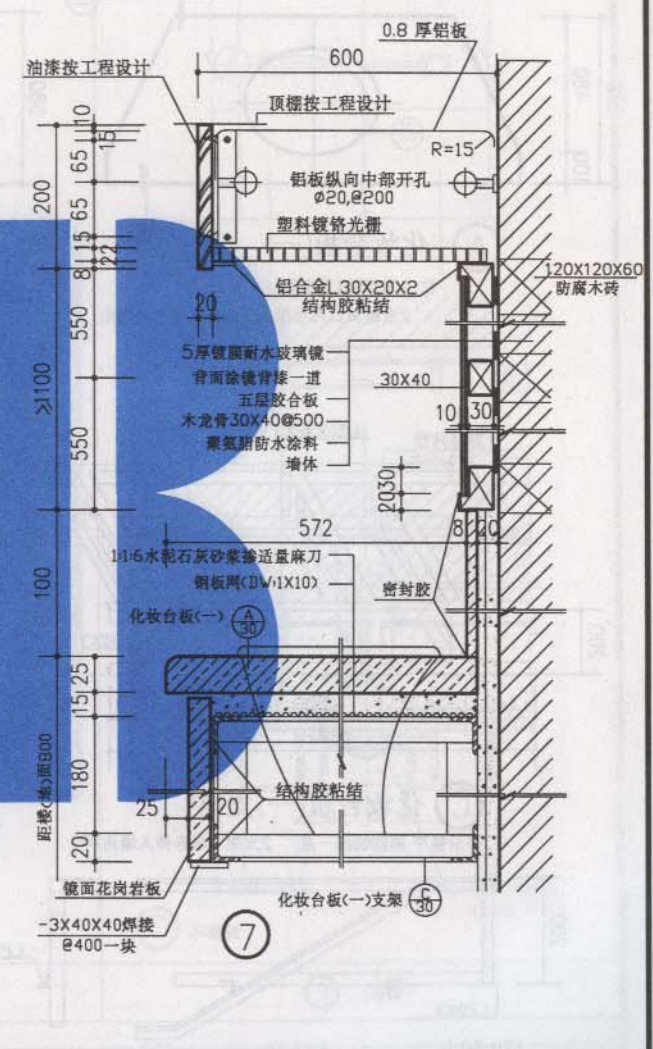 0.8 厚铝板
600
油漆按工程设计
顶棚按工程设计
10
15
R=15
65
铝板纵向中部开孔
Ø20,@200
200
65
塑料镀铬光栅
15
22
8
铝合金L30X20X2
结构胶粘结
120X120X60
防腐木砖
20
550
5厚镀膜耐水玻璃镜
背面涂镜背漆一道
30X40
五层胶合板
≥1100
10
30
木龙骨30X40@500
聚氨脂防水涂料
550
墙体
30
20
572
8
20
1:1:6水泥石灰砂浆掺适量麻刀
100
钢板网(DW:1X10)
密封胶
化妆台板(一)
A
30
25
15
距楼(地)面800
180
结构胶粘结
25
20
20
镜面花岗岩板
化妆台板(一)支架
C
30
-3X40X40焊接
@400一块
7